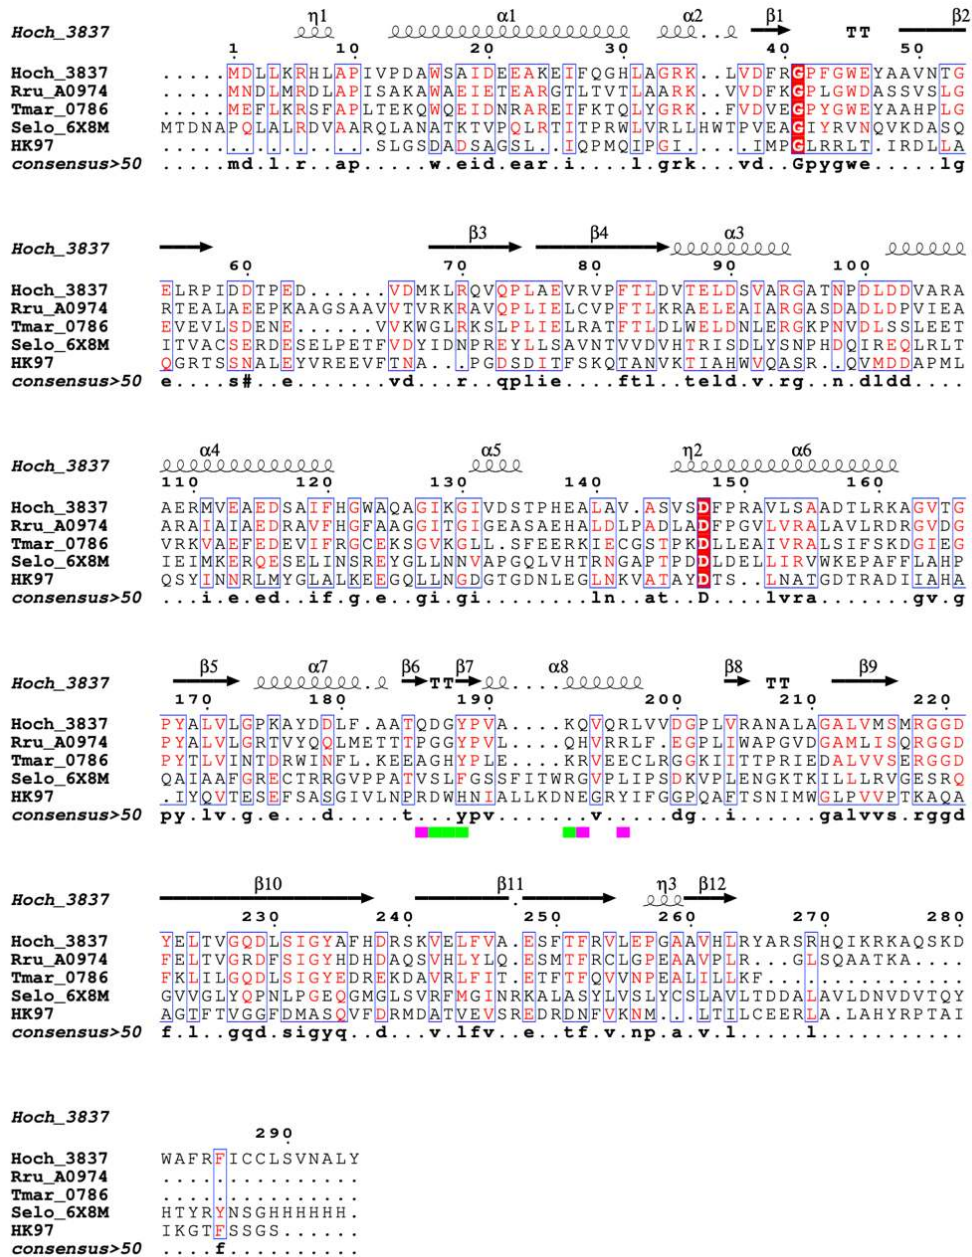 Hoch_3837 η1 α1 α2 β1 TT β2
1 10 20 30 40 50
Hoch_3837 .....MDLLKRHLAPIVPDAWSAIDEEAKEIFQGHLAGRK..LVDFRGPFGWEYAAVNTG
Rru_A0974 .....MNDLMRDLAPISAKAWAEIETEARGTLTVTLAARK..VVDFKGPLGWDASSVSLG
Tmar_0786 .....MEFLKRSFAPLTEKQWQEIDNRAREIFKTQLYGRK..FVDVEGPYGWEYAAHPLG
Selo_6X8M MTDNAPQLALRDVAARQLANATKTVPQLRTITPRWLVRLLHWTPVEAGIYRVNQVKDASQ
HK97 ................SLGSDADSAGSL.IQPMQIPGI...IMPGLRRLT.IRDLLA
consensus>50 .....md.l.r..ap.....w.eid.ear.i....l.grk...vd..Gpygwe.....lg
Hoch_3837 β3 β4 α3
60 70 80 90 100
Hoch_3837 ELRPIDDTPED......VDMKLRQVQPLAEVRVPFTLDVTELDSVARGATNPDLDDVARA
Rru_A0974 RTEALAEEPKAAGSAAVVTVRKRAVQPLIELCVPFTLKRAELEAIARGASDADLDPVIEA
Tmar_0786 EVEVLSDENE......VVKWGLRKSLPLIELRATFTLDLWELDNLERGKPNVDLSSLEET
Selo_6X8M ITVACSERDESELPETFVDYIDNPREYLLSAVNTVVDVHTRISDLYSNPHDQIREQLRLT
HK97 QGRTSSNALEYVREEVFTNA...PGDSDITFSKQTANVKTIAHWVQASR..QVMDDAPML
consensus>50 e....s#..e.......vd...r..qplie....ftl..teld.v.rg..n.dldd....
Hoch_3837 α4 α5 η2 α6
110 120 130 140 150 160
Hoch_3837 AERMVEAEDSAIFHGWAQAGIKGIVDSTPHEALAV.ASVSDFPRAVLSAADTLRKAGVTG
Rru_A0974 ARAIAIAEDRAVFHGFAAGGITGIGEASAEHALDLPADLADFPGVLVRALAVLRDRGVDG
Tmar_0786 VRKVAEFEDEVIFRGCEKSGVKGLL.SFEERKIECGSTPKDLLEAIVRALSIFSKDGIEG
Selo_6X8M IEIMKERQESELINSREYGLLNNVAPGQLVHTRNGAPTPDDLDELLIRVWKEPAFFLAHP
HK97 QSYINNRLMYGLALKEEGQLLNGDGTGDNLEGLNKVATAYDTS..LNATGDTRADIIAHA
consensus>50 ...i.e.ed..if.g.e..gi.gi.........ln..at..D....lvra.......gv.g
Hoch_3837 β5 α7 β6 TT β7 α8 β8 TT β9
170 180 190 200 210 220
Hoch_3837 PYALVLGPKAYDDLF.AATQDGYPVA....KQVQRLVVDGPLVRANALAGALVMSMRGGD
Rru_A0974 PYALVLGRTVYQQLMETTTPGGYPVL....QHVRRLF.EGPLIWAPGVDGAMLISQRGGD
Tmar_0786 PYTLVINTDRWINFLKEEAGHYPLE....KRVEECLRGGKIITTPRIEDALVVSERGGD
Selo_6X8M QAIAAFGRECTRRGVPPATVSLFGSSFITWRGVPLIPSDKVPLENGKTKILLLRVGESRQ
HK97 .IYQVTESEFSASGIVLNPRDWHNIALLKDNEGRYIFGGPQAFTSNIMWGLPVVPTKAQA
consensus>50 py.lv.g.e..d.....t...ypv........v....dg..i......galvvs.rggd
Hoch_3837 β10 β11 η3 β12
230 240 250 260 270 280
Hoch_3837 YELTVGQDLSIGYAFHDRSKVELFVA.ESFTFRVLEPGAAVHLRYARSRHQIKRKAQSKD
Rru_A0974 FELTVGRDFSIGYHDHDAQSVHLYLQ.ESMTFRCLGPEAAVPLR...GLSQAATKA....
Tmar_0786 FKLILGQDLSIGYEDREKDAVRLFIT.ETFTFQVVNPEALILLKF...............
Selo_6X8M GVVGLYQPNLPGEQGMGLSVRFMGINRKALASYLVSLYCSLAVLTDDALAVLDNVDVTQY
HK97 AGTFTVGGFDMASQVFDRMDATVEVSREDRDNFVKNM..LTILCEERLA.LAHYRPTAI
consensus>50 f.l..gqd.sigyq..d...v.lfv..e.tf.v.np.a.vl.....l...........
Hoch_3837
290
Hoch_3837 WAFRFICCLSVNALY
Rru_A0974 ...............
Tmar_0786 ...............
Selo_6X8M HTYRYNSGHHHHHH.
HK97 IKGTFSSGS......
consensus>50 ....f..........